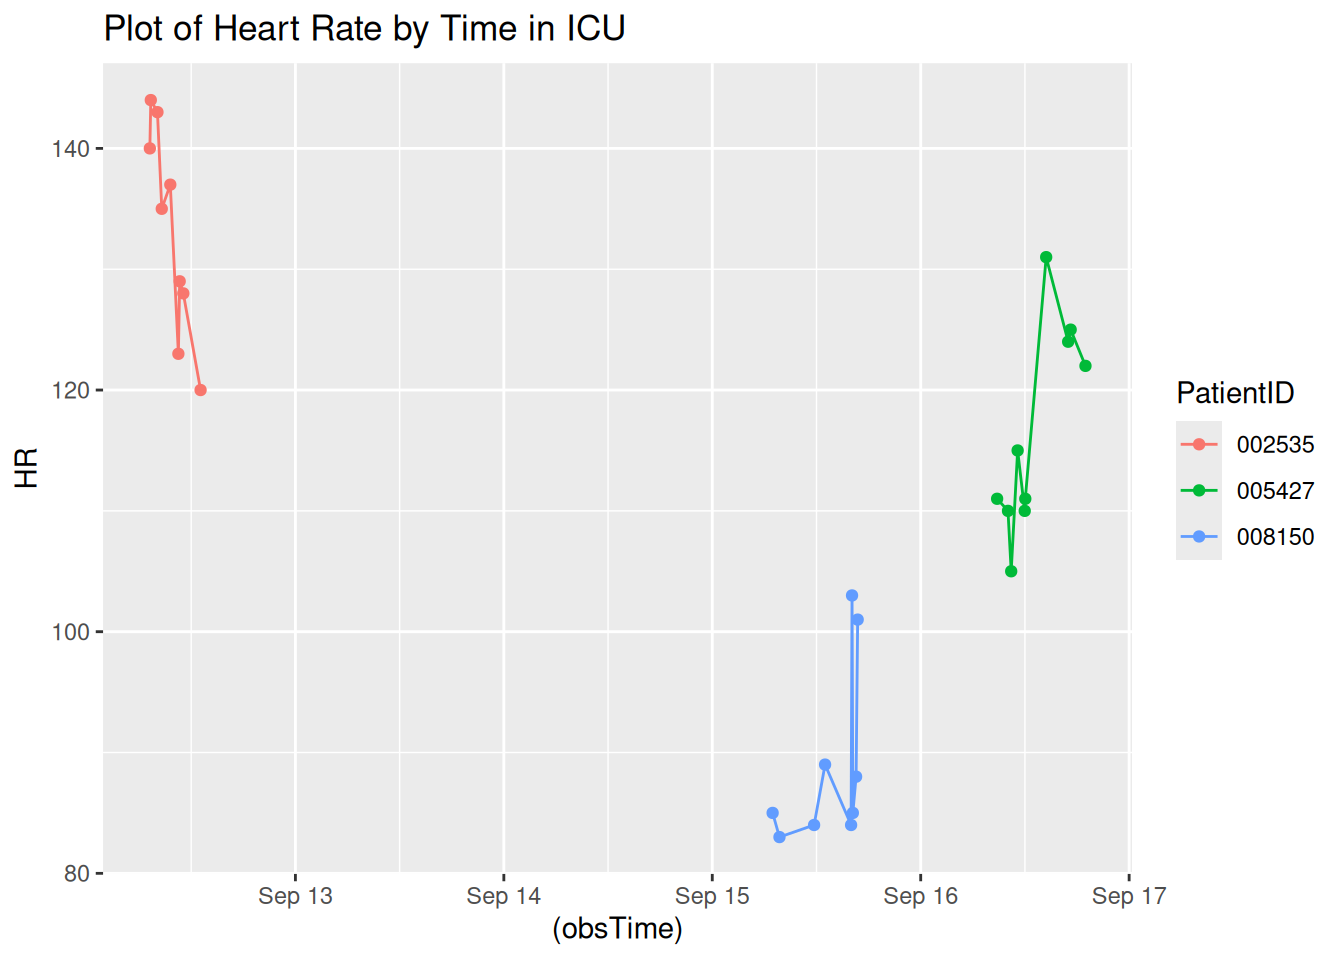 Plot of Heart Rate by Time in ICU
140
120
100
80
HR
Sep 13 Sep 14 Sep 15 Sep 16 Sep 17
(obsTime)
PatientID
002535
005427
008150